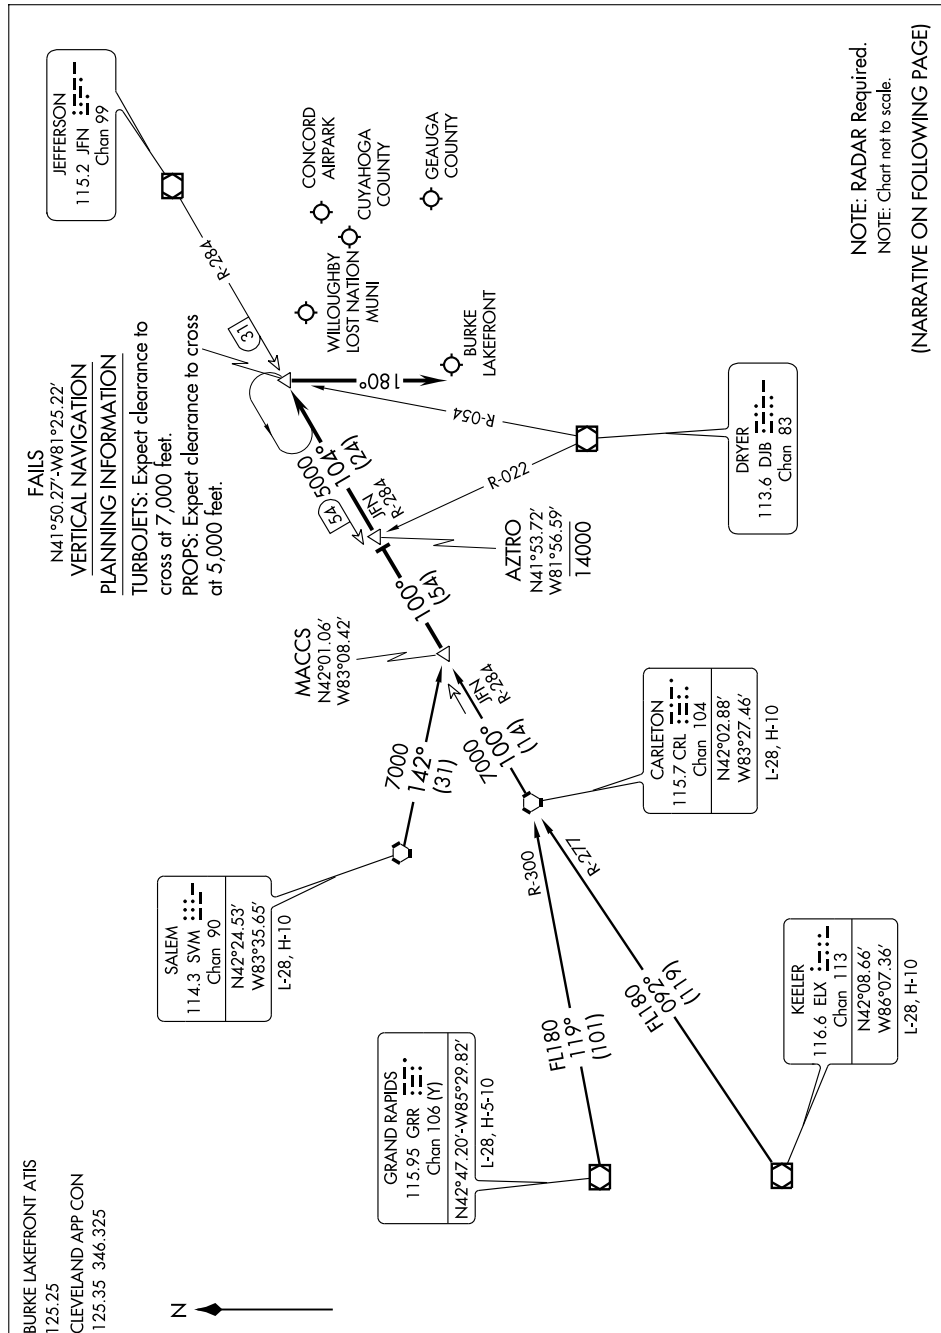 BURKE LAKEFRONT ATIS
125.25
CLEVELAND APP CON
125.35 346.325
N
SALEM
114.3 SVM
Chan 90
N42°24.53′
W83°35.65′
L-28, H-10
GRAND RAPIDS
115.95 GRR
Chan 106 (Y)
N42°47.20′-W85°29.82′
L-28, H-5-10
KEELER
116.6 ELX
Chan 113
N42°08.66′
W86°07.36′
L-28, H-10
FL180
119°
(101)
R-300
FL180
092°
(119)
R-277
CARLETON
115.7 CRL
Chan 104
N42°02.88′
W83°27.46′
L-28, H-10
7000
142°
(31)
7000
100°
(14)
JFN
R-284
MACCS
N42°01.06′
W83°08.42′
100°
(54)
AZTRO
N41°53.72′
W81°56.59′
14000
54
5000
104°
(24)
JFN
R-284
FAILS
N41°50.27′-W81°25.22′
VERTICAL NAVIGATION
PLANNING INFORMATION
TURBOJETS: Expect clearance to
cross at 7,000 feet.
PROPS: Expect clearance to cross
at 5,000 feet.
JEFFERSON
115.2 JFN
Chan 99
R-284
31
180°
R-054
R-022
DRYER
113.6 DJB
Chan 83
WILLOUGHBY
LOST NATION
MUNI
CONCORD
AIRPARK
CUYAHOGA
COUNTY
GEAUGA
COUNTY
BURKE
LAKEFRONT
NOTE: RADAR Required.
NOTE: Chart not to scale.
(NARRATIVE ON FOLLOWING PAGE)